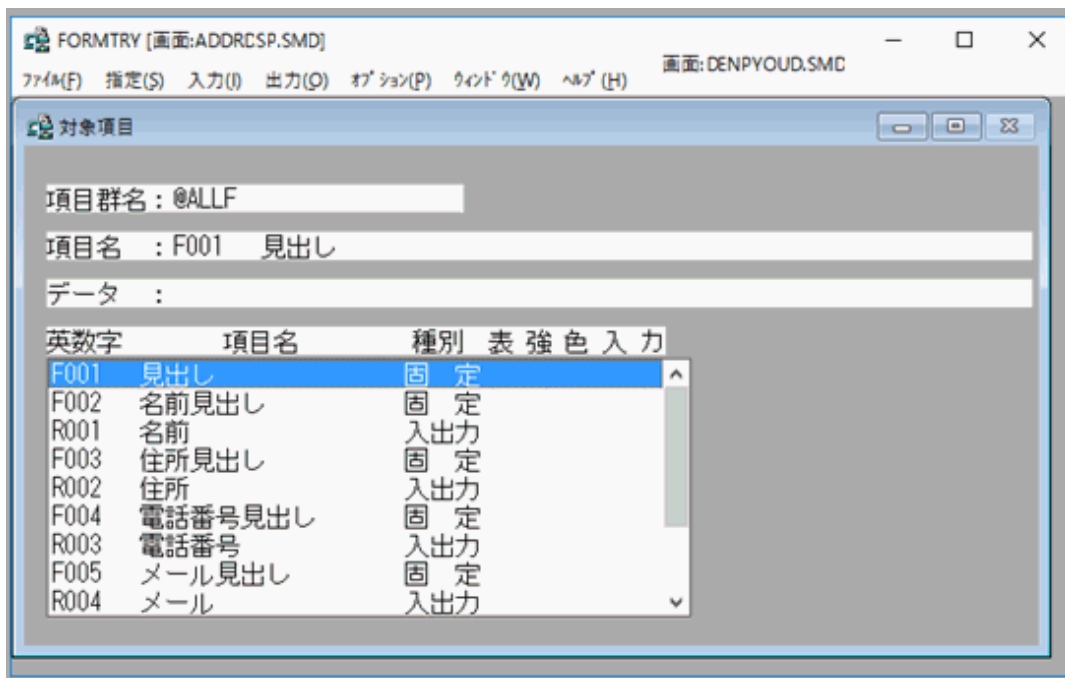 FORMTRY [画面:ADDRDSP.SMD]
画面:DENPYOUD.SMD
ﾌｧｲﾙ(F) 指定(S) 入力(I) 出力(O) ｵﾌﾟｼｮﾝ(P) ｳｨﾝﾄﾞｳ(W) ﾍﾙﾌﾟ(H)
対象項目
項目群名：@ALLF
項目名　：F001　見出し
データ　：
英数字　項目名　種別 表 強 色 入 力
F001 見出し 固　定
F002 名前見出し 固　定
R001 名前 入出力
F003 住所見出し 固　定
R002 住所 入出力
F004 電話番号見出し 固　定
R003 電話番号 入出力
F005 メール見出し 固　定
R004 メール 入出力